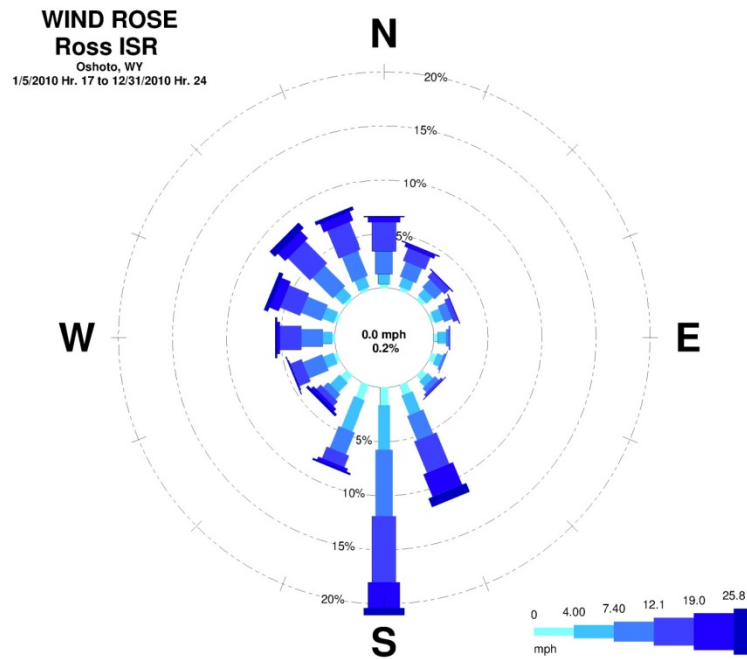 WIND ROSE
Ross ISR
Oshoto, WY
1/5/2010 Hr. 17 to 12/31/2010 Hr. 24
N
20%
15%
10%
5%
W
0.0 mph
0.2%
E
5%
10%
15%
20%
S
0 4.00 7.40 12.1 19.0 25.8
mph